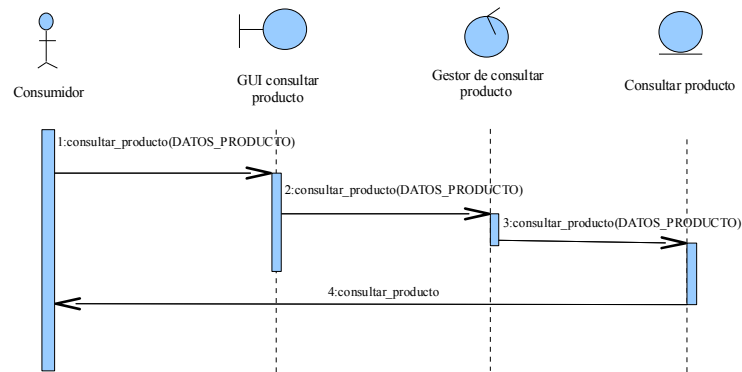 Consumidor
GUI consultar
producto
Gestor de consultar
producto
Consultar producto
1:consultar_producto(DATOS_PRODUCTO)
2:consultar_producto(DATOS_PRODUCTO)
3:consultar_producto(DATOS_PRODUCTO)
4:consultar_producto